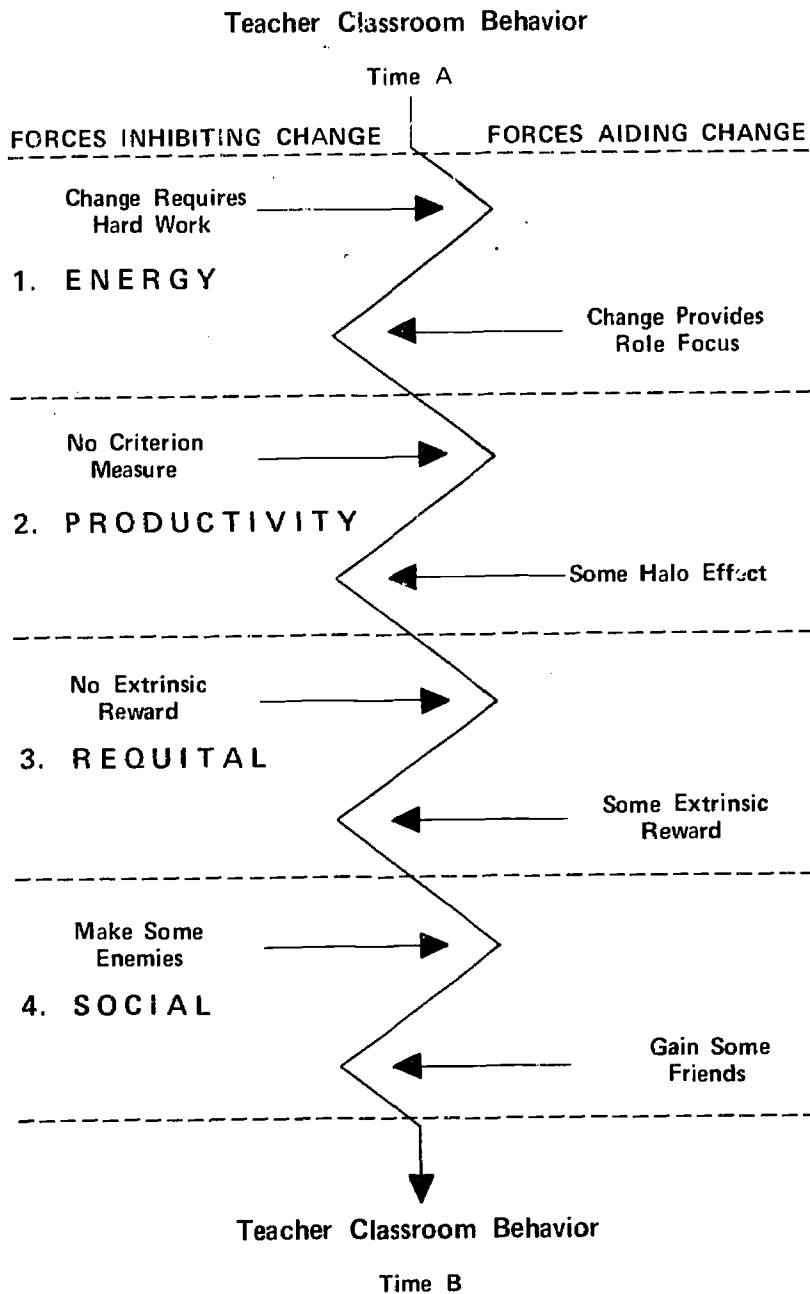 Teacher Classroom Behavior
Time A
FORCES INHIBITING CHANGE
FORCES AIDING CHANGE
Change Requires
Hard Work
1. ENERGY
Change Provides
Role Focus
No Criterion
Measure
2. PRODUCTIVITY
Some Halo Effect
No Extrinsic
Reward
3. REQUITAL
Some Extrinsic
Reward
Make Some
Enemies
4. SOCIAL
Gain Some
Friends
Teacher Classroom Behavior
Time B